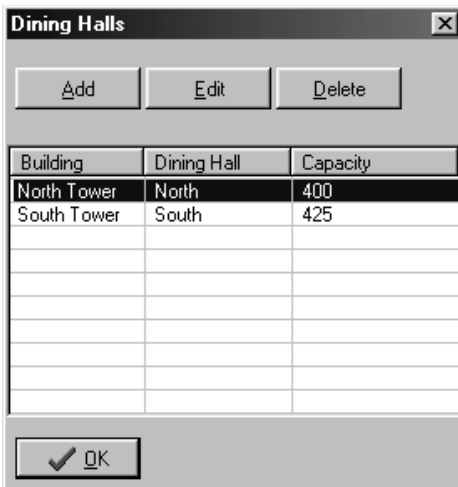 Dining Halls
Add Edit Delete
Building Dining Hall Capacity
North Tower North 400
South Tower South 425
OK